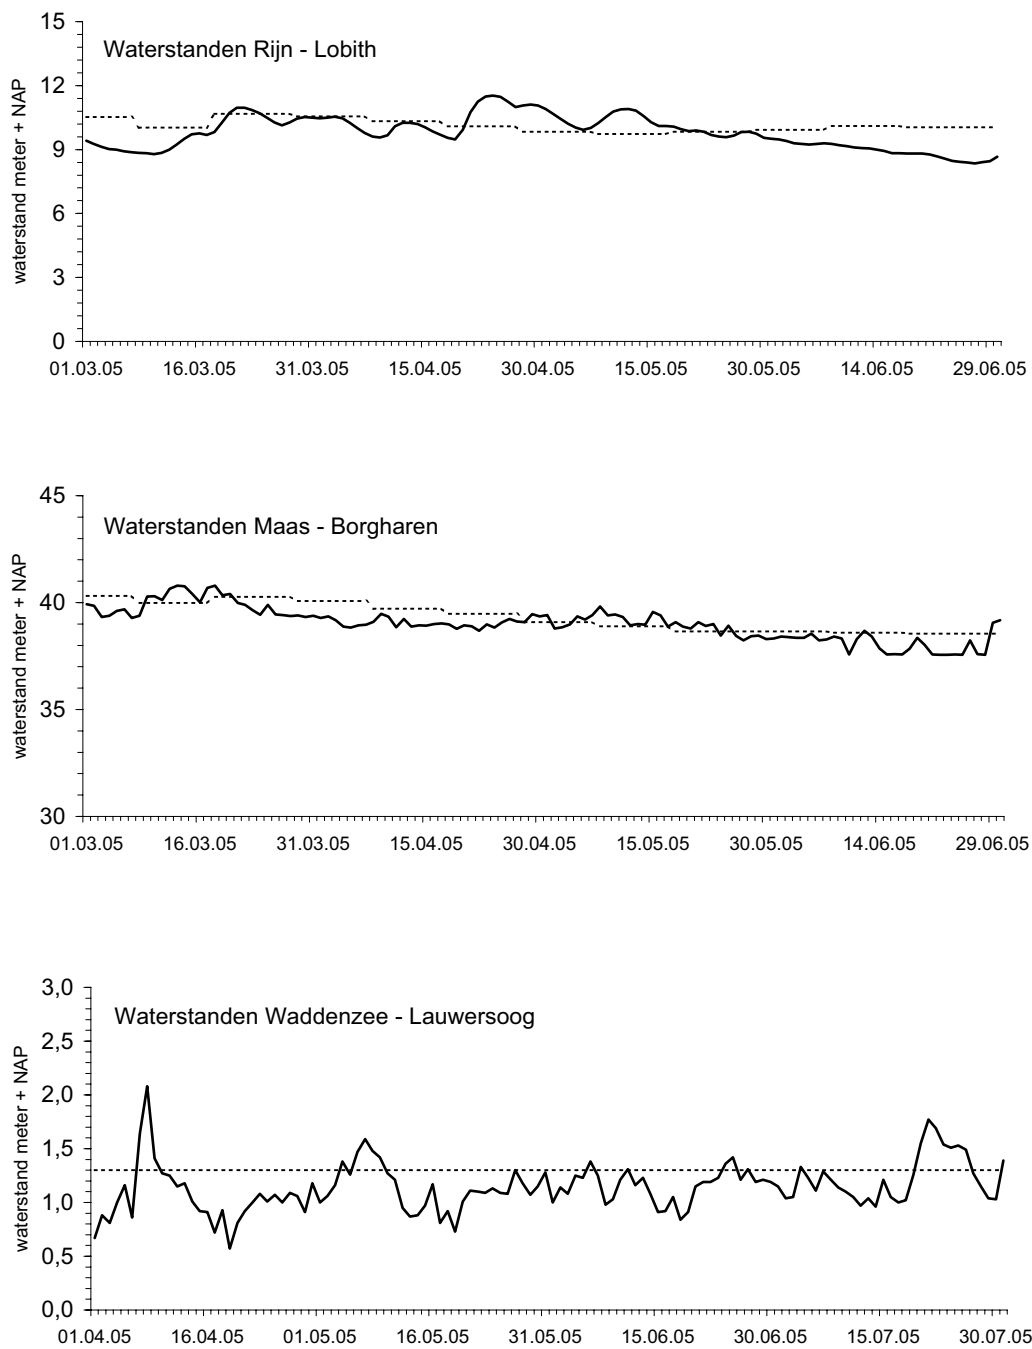 15
Waterstanden Rijn - Lobith
12
9
6
3
0
waterstand meter + NAP
01.03.05 16.03.05 31.03.05 15.04.05 30.04.05 15.05.05 30.05.05 14.06.05 29.06.05
45
Waterstanden Maas - Borgharen
40
35
30
waterstand meter + NAP
01.03.05 16.03.05 31.03.05 15.04.05 30.04.05 15.05.05 30.05.05 14.06.05 29.06.05
3,0
Waterstanden Waddenzee - Lauwersoog
2,5
2,0
1,5
1,0
0,5
0,0
waterstand meter + NAP
01.04.05 16.04.05 01.05.05 16.05.05 31.05.05 15.06.05 30.06.05 15.07.05 30.07.05